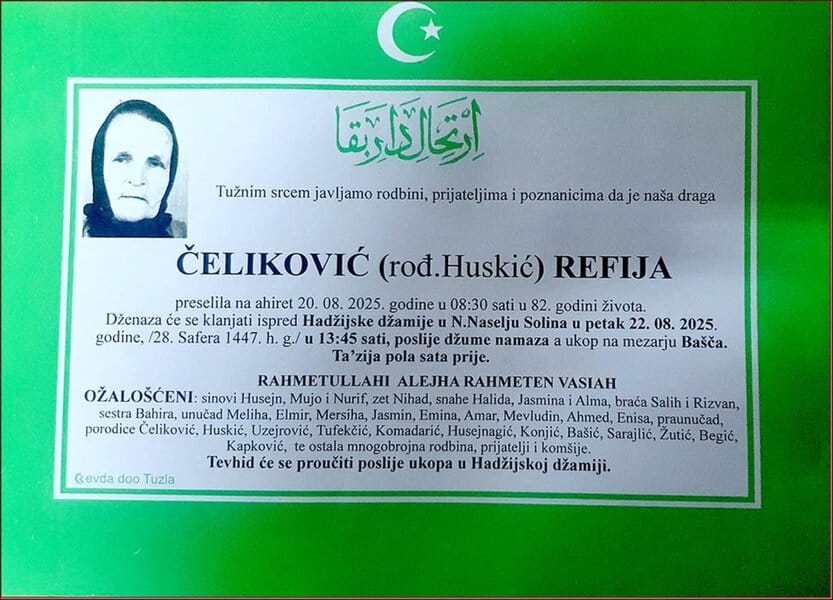 اِرْتِحَالِ دَارِ بَقَا
Tužnim srcem javljamo rodbini, prijateljima i poznanicima da je naša draga
ČELIKOVIĆ (rođ.Huskić) REFIJA
preselila na ahiret 20. 08. 2025. godine u 08:30 sati u 82. godini života.
Dženaza će se klanjati ispred Hadžijske džamije u N.Naselju Solina u petak 22. 08. 2025.
godine, /28. Safera 1447. h. g./ u 13:45 sati, poslije džume namaza a ukop na mezarju Bašča.
Ta’zija pola sata prije.
RAHMETULLAHI ALEJHA RAHMETEN VASIAH
OŽALOŠĆENI: sinovi Husejn, Mujo i Nurif, zet Nihad, snahe Halida, Jasmina i Alma, braća Salih i Rizvan,
sestra Bahira, unučad Meliha, Elmir, Mersiha, Jasmin, Emina, Amar, Mevludin, Ahmed, Enisa, praunučad,
porodice Čeliković, Huskić, Uzejrović, Tufekčić, Komadarić, Husejnagić, Konjić, Bašić, Sarajlić, Žutić, Begić,
Kapković, te ostala mnogobrojna rodbina, prijatelji i komšije.
Tevhid će se proučiti poslije ukopa u Hadžijskoj džamiji.
evda doo Tuzla